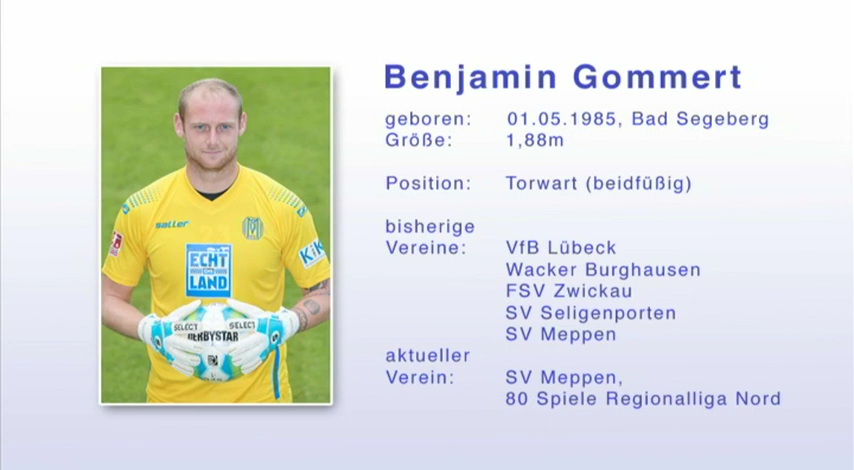 Benjamin Gommert
geboren: 01.05.1985, Bad Segeberg
Größe: 1,88m
Position: Torwart (beidfüßig)
bisherige
Vereine: VfB Lübeck
Wacker Burghausen
FSV Zwickau
SV Seligenporten
SV Meppen
aktueller
Verein: SV Meppen,
80 Spiele Regionalliga Nord
saller
ECHT
LAND
KiK
SELECT SELECT
DERBYSTAR